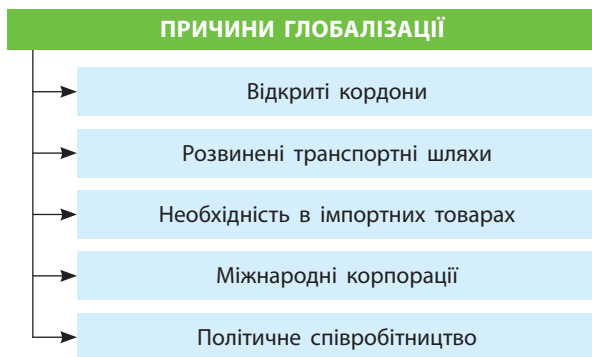 ПРИЧИНИ ГЛОБАЛІЗАЦІЇ
Відкриті кордони
Розвинені транспортні шляхи
Необхідність в імпортних товарах
Міжнародні корпорації
Політичне співробітництво